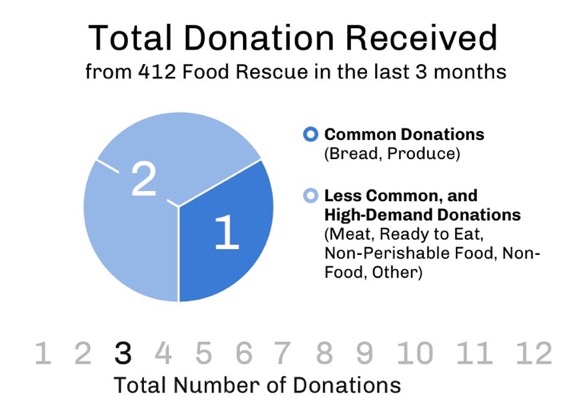 Total Donation Received
from 412 Food Rescue in the last 3 months
2
1
Common Donations
(Bread, Produce)
Less Common, and
High-Demand Donations
(Meat, Ready to Eat,
Non-Perishable Food, Non-
Food, Other)
1 2 3 4 5 6 7 8 9 10 11 12
Total Number of Donations